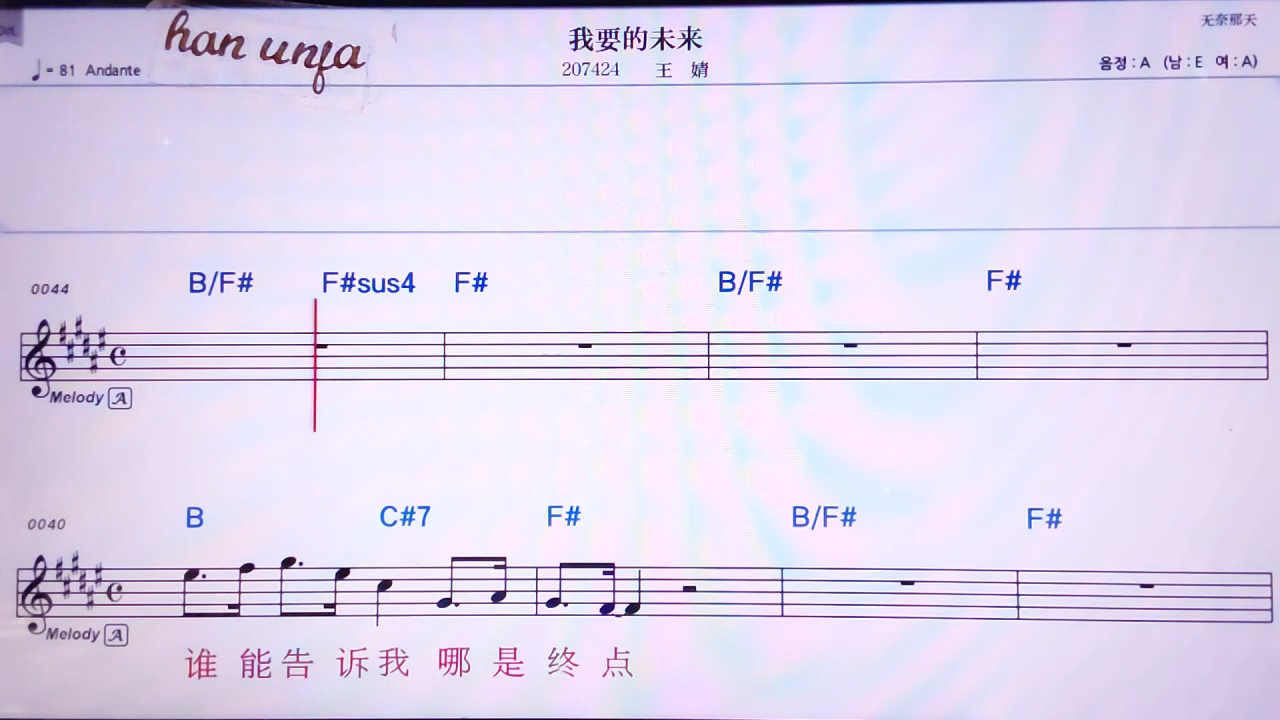 han unja
我要的未来
无奈那天
♩= 81 Andante
207424 王 婧
음정 : A (남 : E 여 : A)
0044
B/F# F#sus4 F# B/F# F#
Melody A
0040
B C#7 F# B/F# F#
Melody A
谁 能 告 诉 我 哪 是 终 点